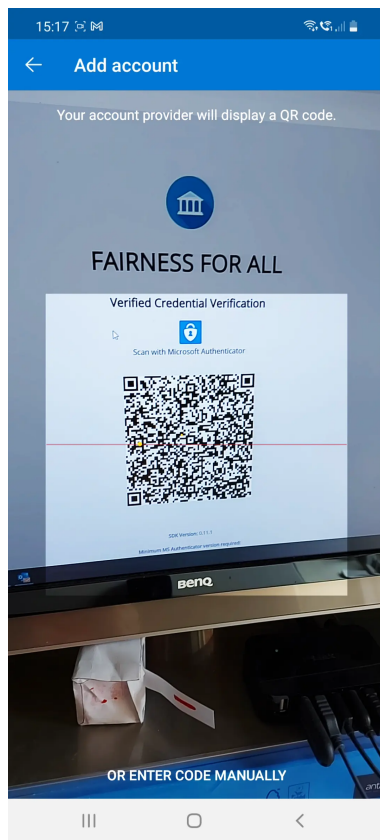 15:17
Add account
Your account provider will display a QR code.
FAIRNESS FOR ALL
Verified Credential Verification
Scan with Microsoft Authenticator
SDK Version: 0.11.1
Minimum MS Authenticator version required:
BenQ
OR ENTER CODE MANUALLY
ant